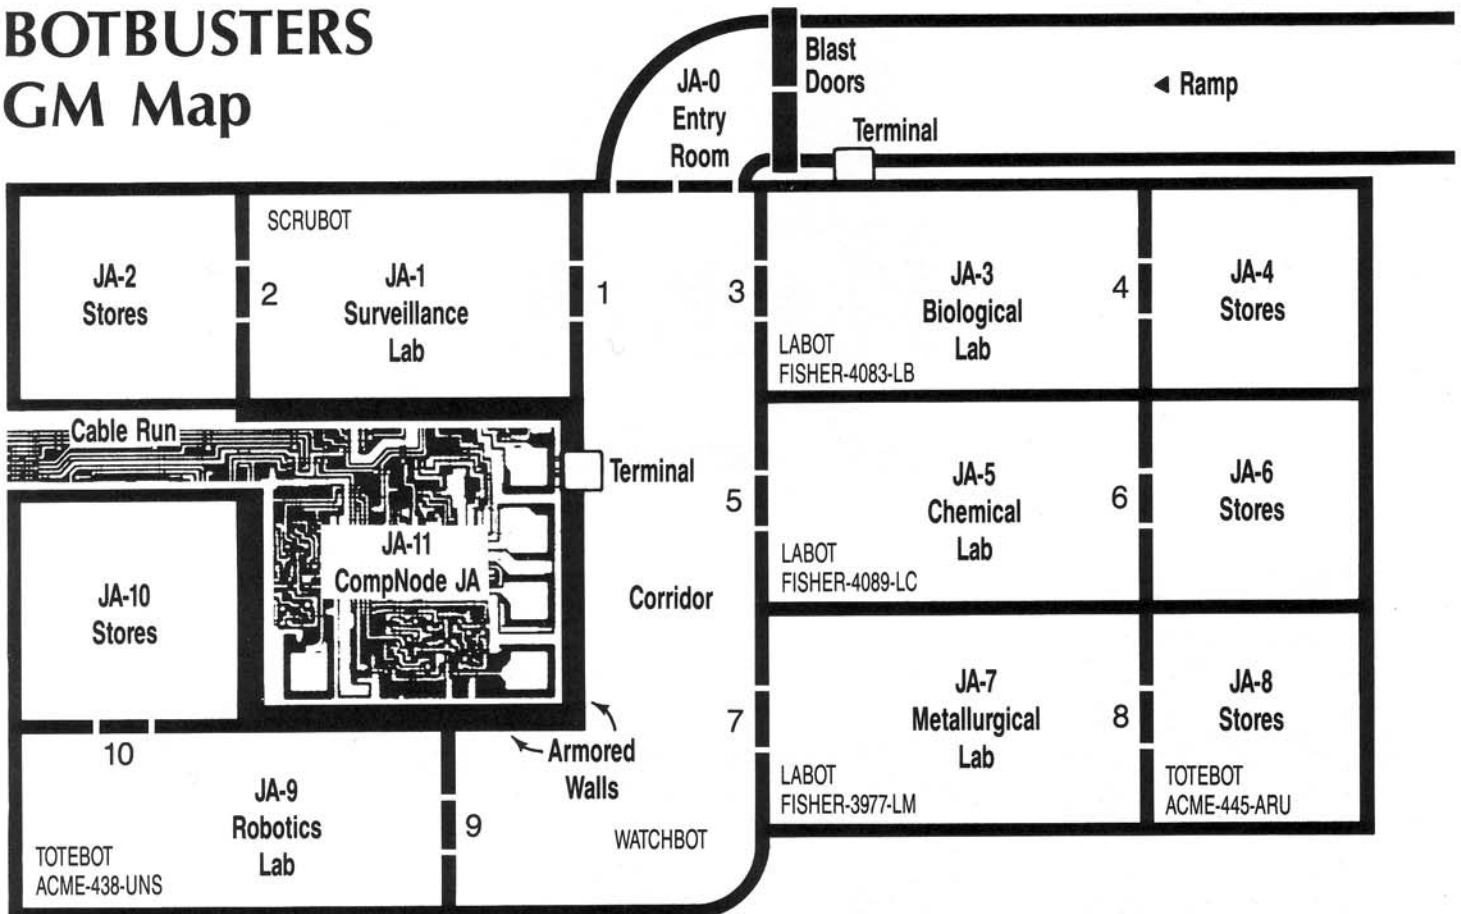 BOTBUSTERS
GM Map
JA-0
Entry
Room
Blast
Doors
◄ Ramp
Terminal
JA-2
Stores
2
SCRUBOT
JA-1
Surveillance
Lab
1
3
JA-3
Biological
Lab
LABOT
FISHER-4083-LB
4
JA-4
Stores
Cable Run
Terminal
5
JA-5
Chemical
Lab
LABOT
FISHER-4089-LC
6
JA-6
Stores
JA-11
CompNode JA
JA-10
Stores
Corridor
10
Armored
Walls
7
JA-7
Metallurgical
Lab
LABOT
FISHER-3977-LM
8
JA-8
Stores
TOTEBOT
ACME-445-ARU
JA-9
Robotics
Lab
TOTEBOT
ACME-438-UNS
9
WATCHBOT